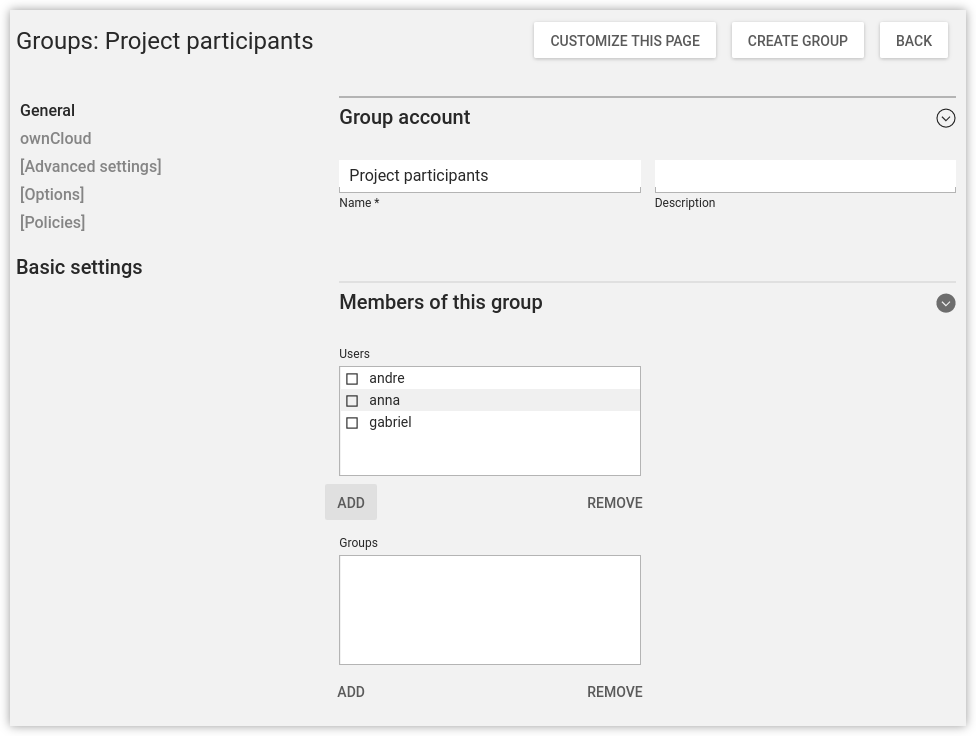 Groups: Project participants
CUSTOMIZE THIS PAGE
CREATE GROUP
BACK
General
ownCloud
[Advanced settings]
[Options]
[Policies]
Basic settings
Group account
Project participants
Name *
Description
Members of this group
Users
andre
anna
gabriel
ADD
REMOVE
Groups
ADD
REMOVE